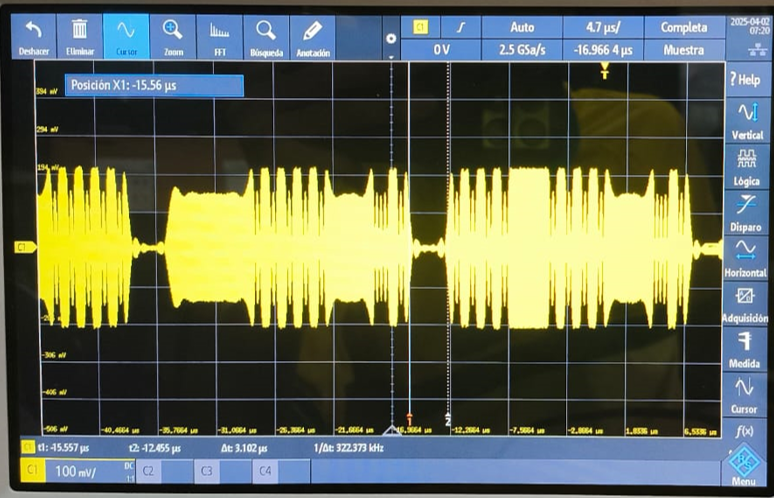 Deshacer Eliminar Cursor Zoom FFT Búsqueda Anotación
C1 Auto 4.7 µs/ Completa
0 V 2.5 GSa/s -16.966 4 µs Muestra
2025-04-02
07:20
Posición X1: -15.56 µs
? Help
Vertical
Lógica
Disparo
Horizontal
Adquisición
Medida
Cursor
f(x)
Menu
394 mV
294 mV
194 mV
C1
-306 mV
-406 mV
-506 mV
-40.4664 µs -35.7664 µs -31.0664 µs -26.3664 µs -21.6664 µs -16.9664 µs -12.2664 µs -7.5664 µs -2.8664 µs 1.8336 µs 6.5336 µs
1 2
C1 t1: -15.557 µs t2: -12.455 µs Δt: 3.102 µs 1/Δt: 322.373 kHz
C1 100 mV/ DC 1:1 C2 C3 C4